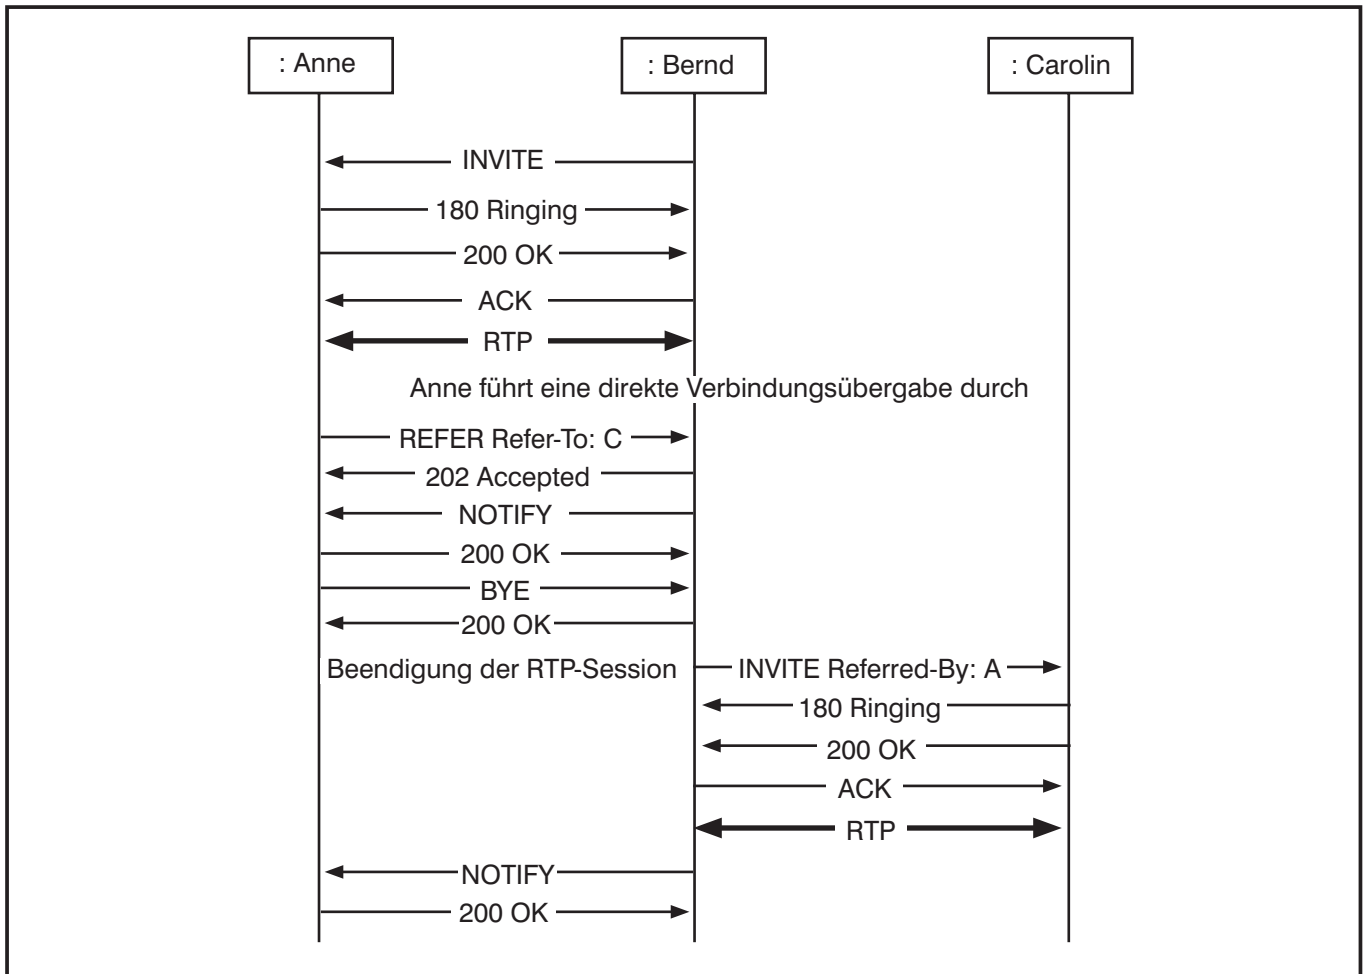 : Anne
: Bernd
: Carolin
INVITE
180 Ringing
200 OK
ACK
RTP
Anne führt eine direkte Verbindungsübergabe durch
REFER Refer-To: C
202 Accepted
NOTIFY
200 OK
BYE
200 OK
Beendigung der RTP-Session
INVITE Referred-By: A
180 Ringing
200 OK
ACK
RTP
NOTIFY
200 OK